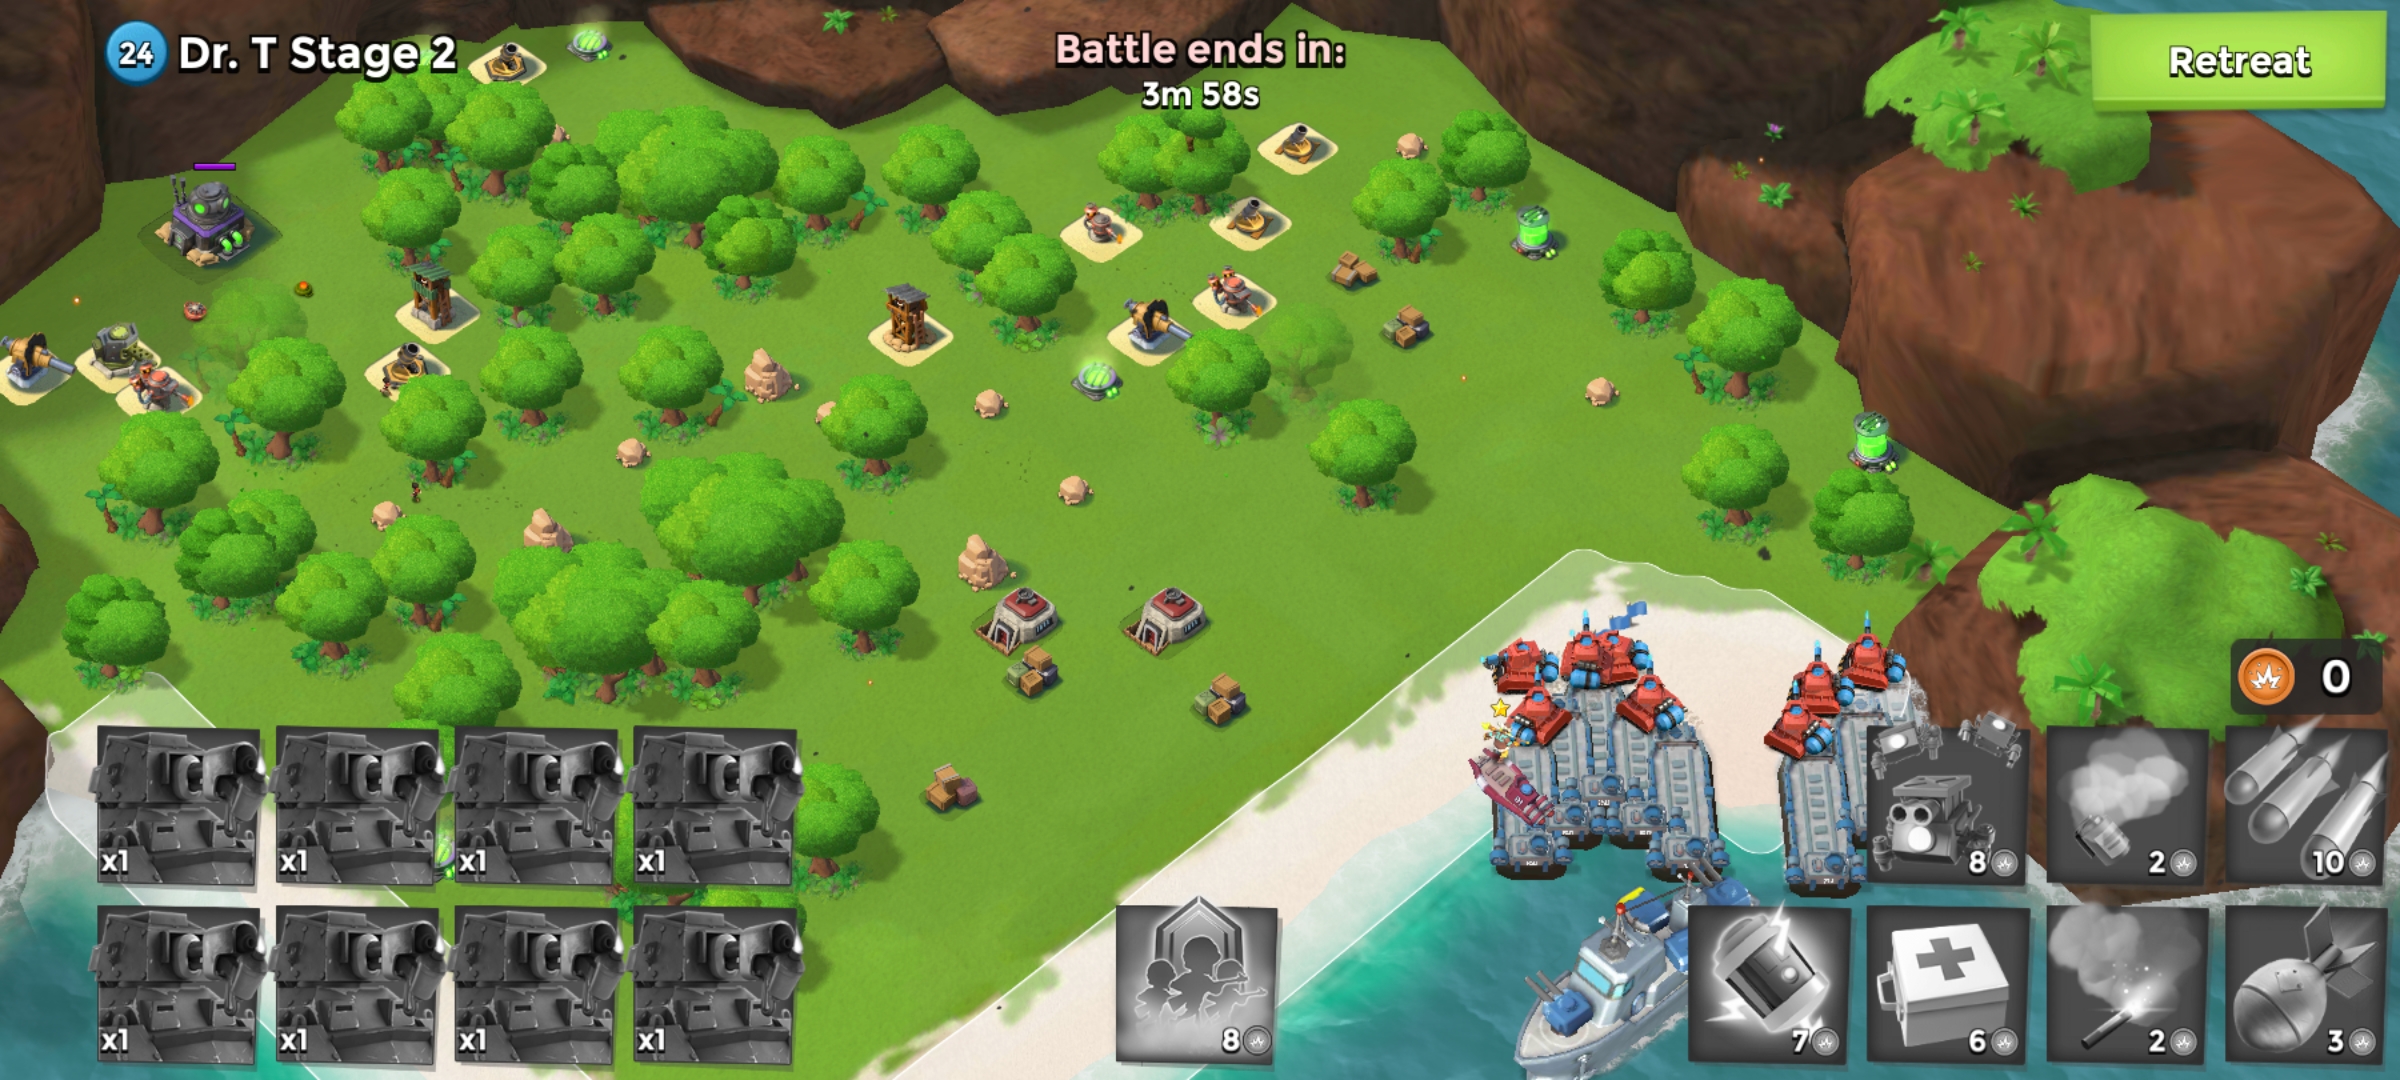 24 Dr. T Stage 2
Battle ends in:
3m 58s
Retreat
0
x1 x1 x1 x1
8 2 10
x1 x1 x1 x1
8 7 6 2 3